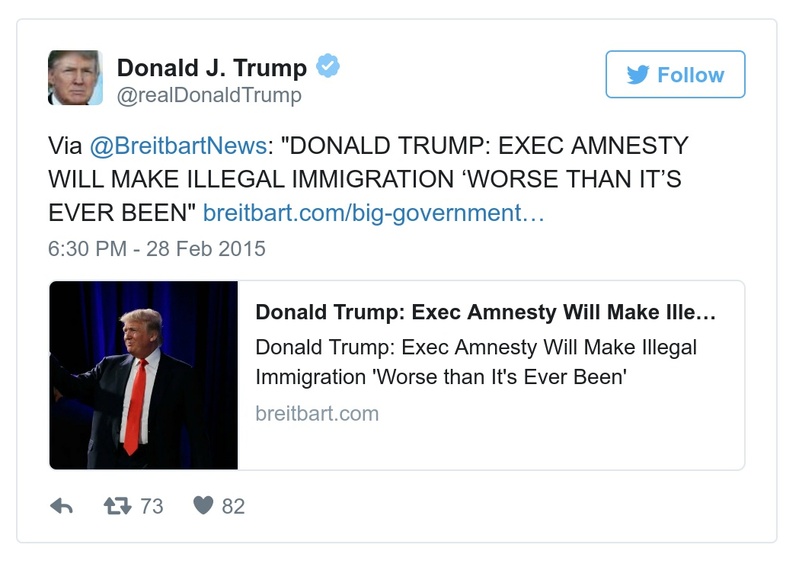 Donald J. Trump
@realDonaldTrump
Follow
Via @BreitbartNews: "DONALD TRUMP: EXEC AMNESTY
WILL MAKE ILLEGAL IMMIGRATION ‘WORSE THAN IT’S
EVER BEEN" breitbart.com/big-government…
6:30 PM - 28 Feb 2015
Donald Trump: Exec Amnesty Will Make Ille…
Donald Trump: Exec Amnesty Will Make Illegal
Immigration 'Worse than It's Ever Been'
breitbart.com
73 82